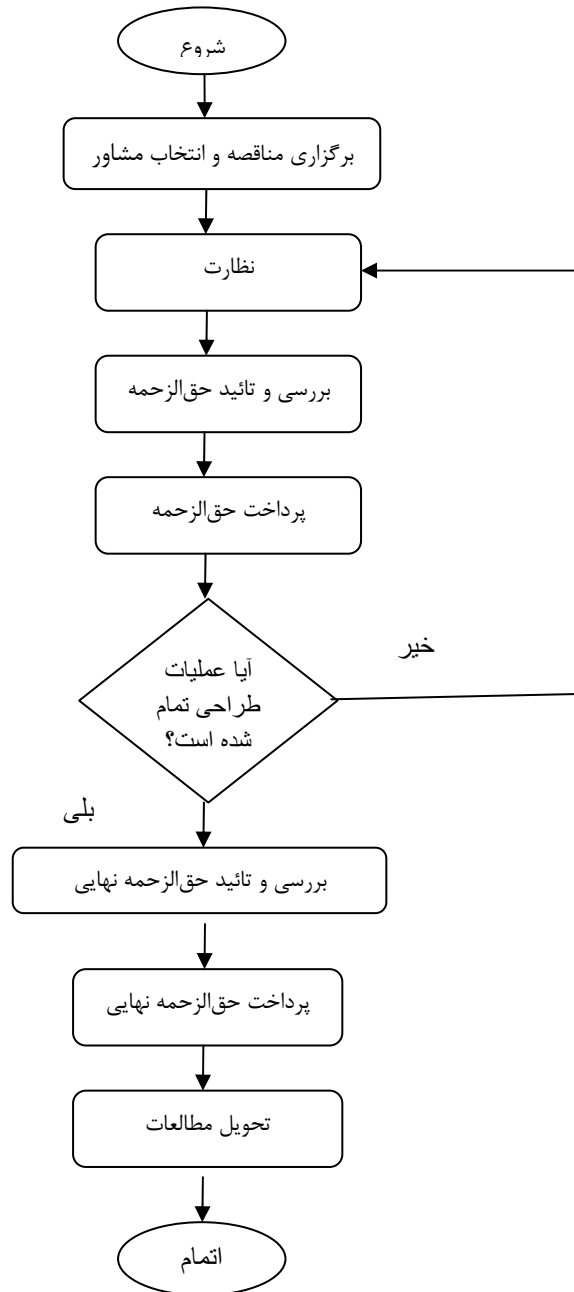 شروع
برگزاری مناقصه و انتخاب مشاور
نظارت
بررسی و تائید حق‌الزحمه
پرداخت حق‌الزحمه
آیا عملیات
طراحی تمام
شده است؟
خیر
بلی
بررسی و تائید حق‌الزحمه نهایی
پرداخت حق‌الزحمه نهایی
تحویل مطالعات
اتمام